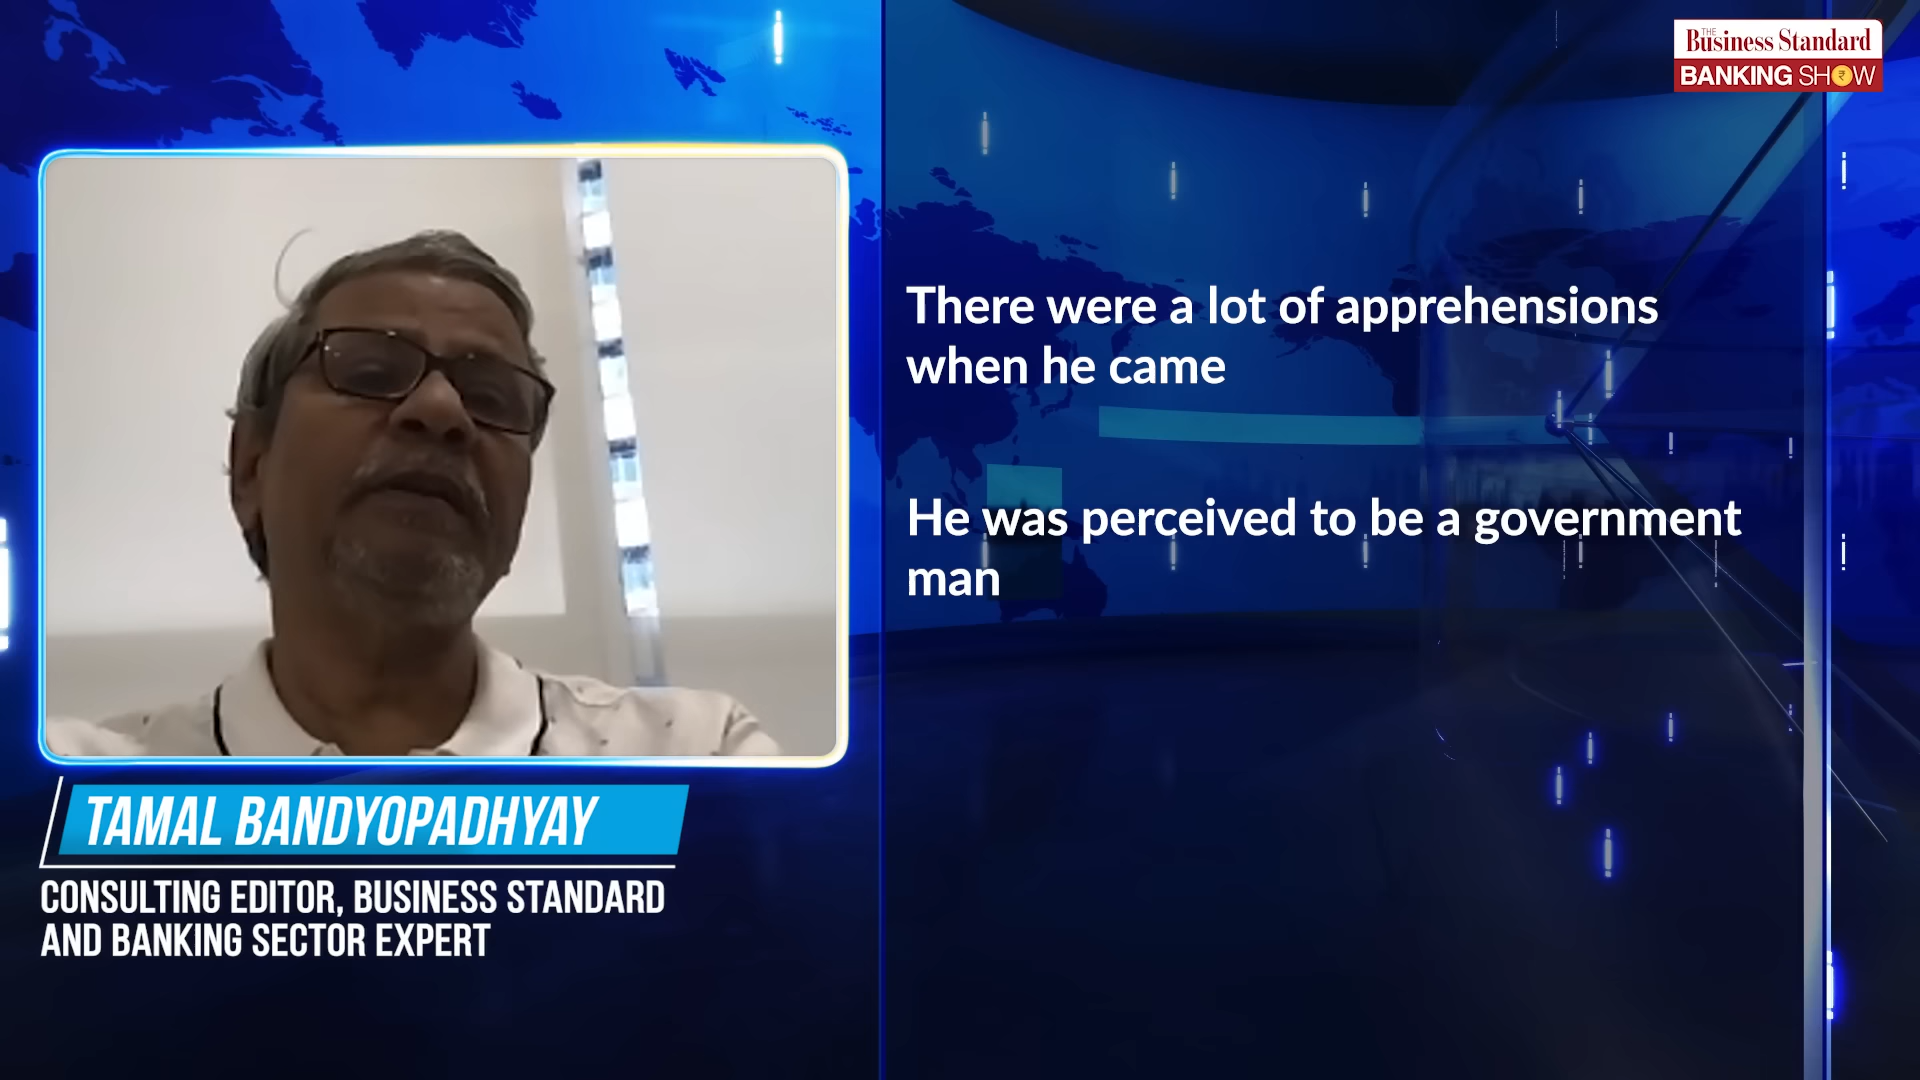 THE
Business Standard
BANKING SH₹W
There were a lot of apprehensions
when he came
He was perceived to be a government
man
TAMAL BANDYOPADHYAY
CONSULTING EDITOR, BUSINESS STANDARD
AND BANKING SECTOR EXPERT